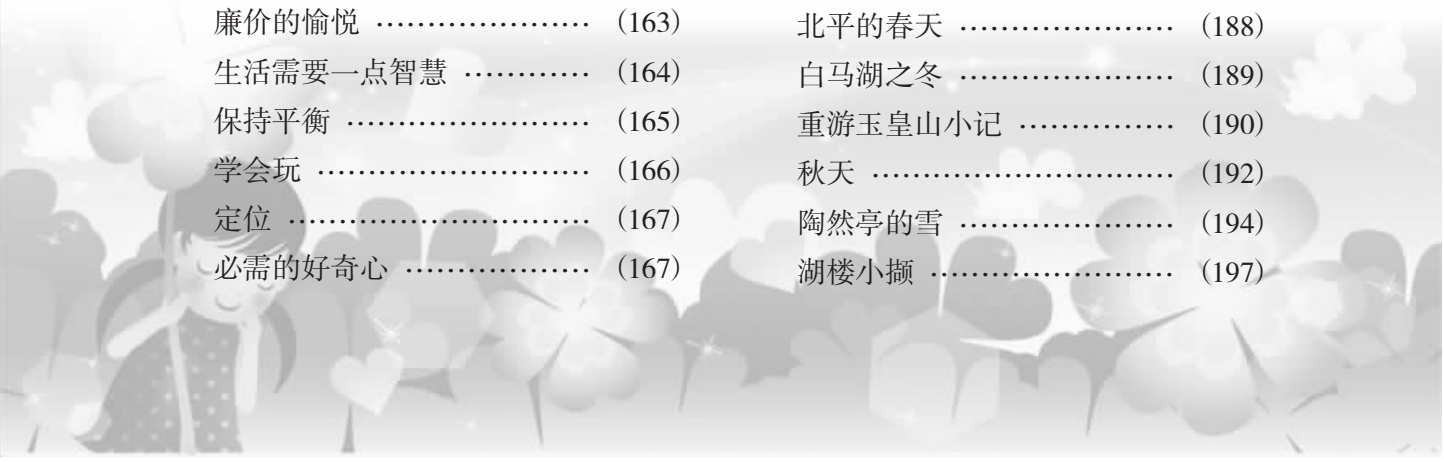 廉价的愉悦 ………………… (163)
生活需要一点智慧 ………… (164)
保持平衡 …………………… (165)
学会玩 ……………………… (166)
定位 ………………………… (167)
必需的好奇心 ……………… (167)
北平的春天 ………………… (188)
白马湖之冬 ………………… (189)
重游玉皇山小记 …………… (190)
秋天 ………………………… (192)
陶然亭的雪 ………………… (194)
湖楼小撷 …………………… (197)